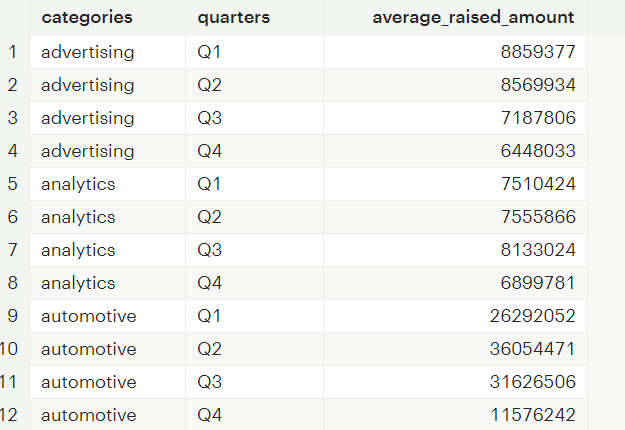 categories quarters average_raised_amount
1 advertising Q1 8859377
2 advertising Q2 8569934
3 advertising Q3 7187806
4 advertising Q4 6448033
5 analytics Q1 7510424
6 analytics Q2 7555866
7 analytics Q3 8133024
8 analytics Q4 6899781
9 automotive Q1 26292052
10 automotive Q2 36054471
11 automotive Q3 31626506
12 automotive Q4 11576242